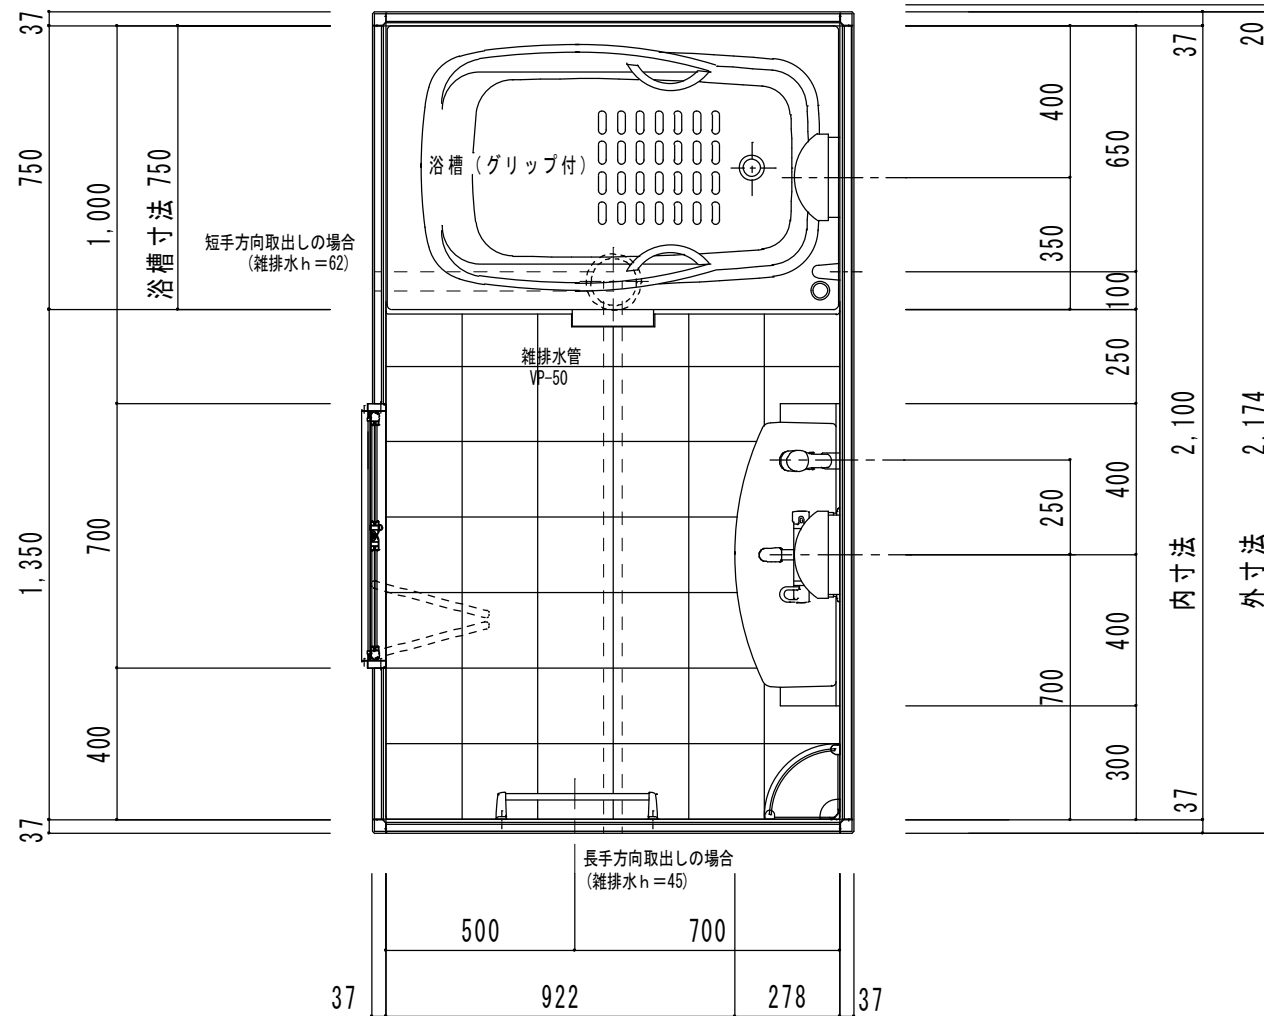 37
750
1,350
37
1,000
700
400
浴槽寸法 750
短手方向取出しの場合
(雑排水h=62)
浴槽(グリップ付)
雑排水管
VP-50
長手方向取出しの場合
(雑排水h=45)
400
350
250
700
650
100
250
400
400
300
37
内寸法 2,100
37
20
外寸法 2,174
500
700
37
922
278
37